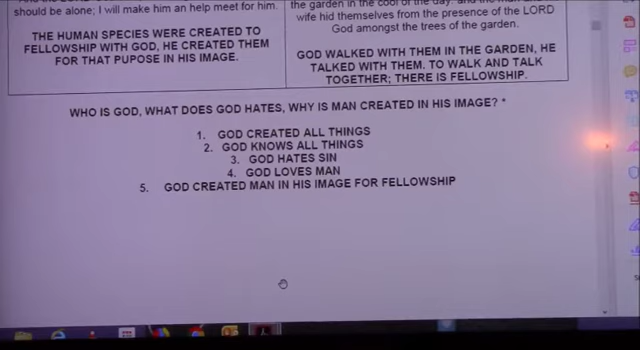 should be alone; I will make him an help meet for him.
THE HUMAN SPECIES WERE CREATED TO
FELLOWSHIP WITH GOD, HE CREATED THEM
FOR THAT PUPOSE IN HIS IMAGE.
the garden in the cool of the day: and
wife hid themselves from the presence of the LORD
God amongst the trees of the garden.
GOD WALKED WITH THEM IN THE GARDEN, HE
TALKED WITH THEM. TO WALK AND TALK
TOGETHER; THERE IS FELLOWSHIP.
WHO IS GOD, WHAT DOES GOD HATES, WHY IS MAN CREATED IN HIS IMAGE? *
1. GOD CREATED ALL THINGS
2. GOD KNOWS ALL THINGS
3. GOD HATES SIN
4. GOD LOVES MAN
5. GOD CREATED MAN IN HIS IMAGE FOR FELLOWSHIP